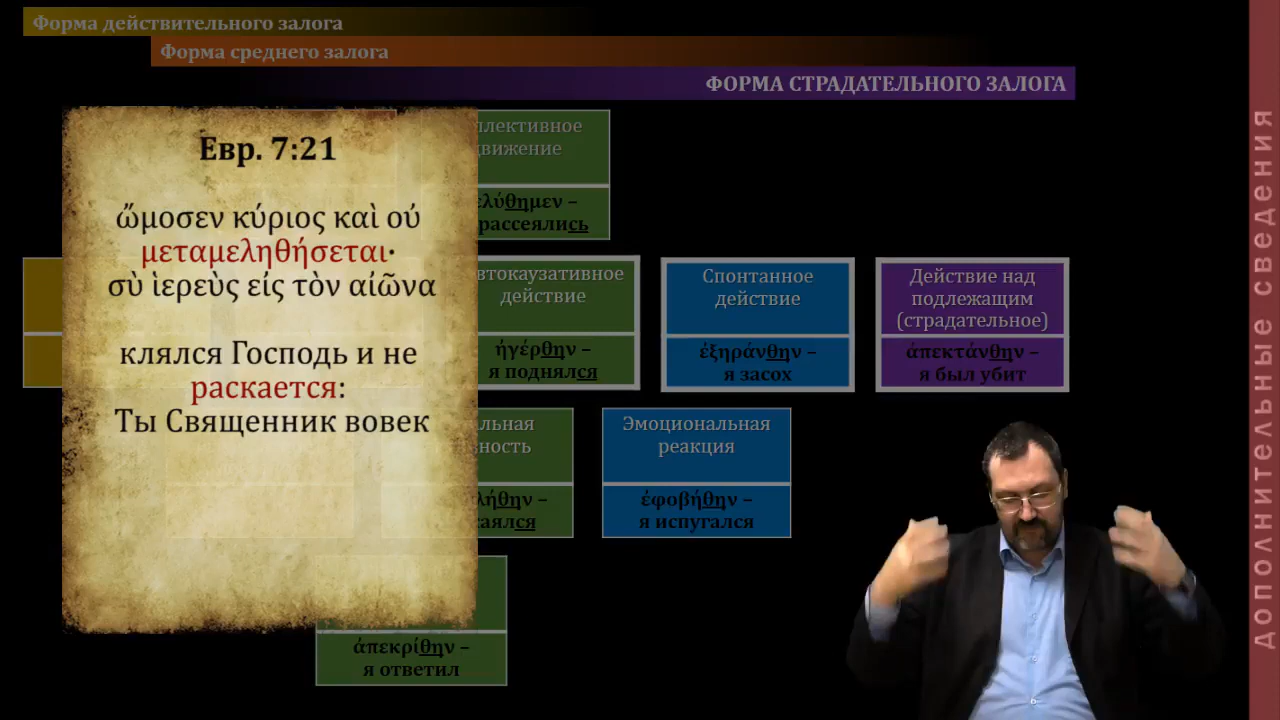 Форма действительного залога
Форма среднего залога
ФОРМА СТРАДАТЕЛЬНОГО ЗАЛОГА
Евр. 7:21
ὤμοσεν κύριος καὶ οὐ
μεταμεληθήσεται·
σὺ ἱερεὺς εἰς τὸν αἰῶνα
клялся Господь и не
раскается:
Ты Священник вовек
рассеялись
действие
ἠγέρθην –
я поднялся
Спонтанное
действие
ἐξηράνθην –
я засох
Действие над
подлежащим
(страдательное)
ἀπεκτάνθην –
я был убит
Эмоциональная
реакция
ἐφοβήθην –
я испугался
ἀπεκρίθην –
я ответил
дополнительные сведения